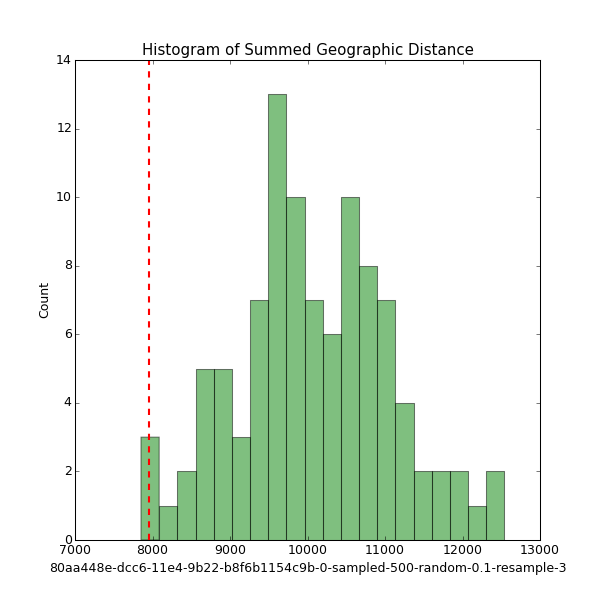 Histogram of Summed Geographic Distance
14
12
10
8
6
4
2
0
Count
7000 8000 9000 10000 11000 12000 13000
80aa448e-dcc6-11e4-9b22-b8f6b1154c9b-0-sampled-500-random-0.1-resample-3